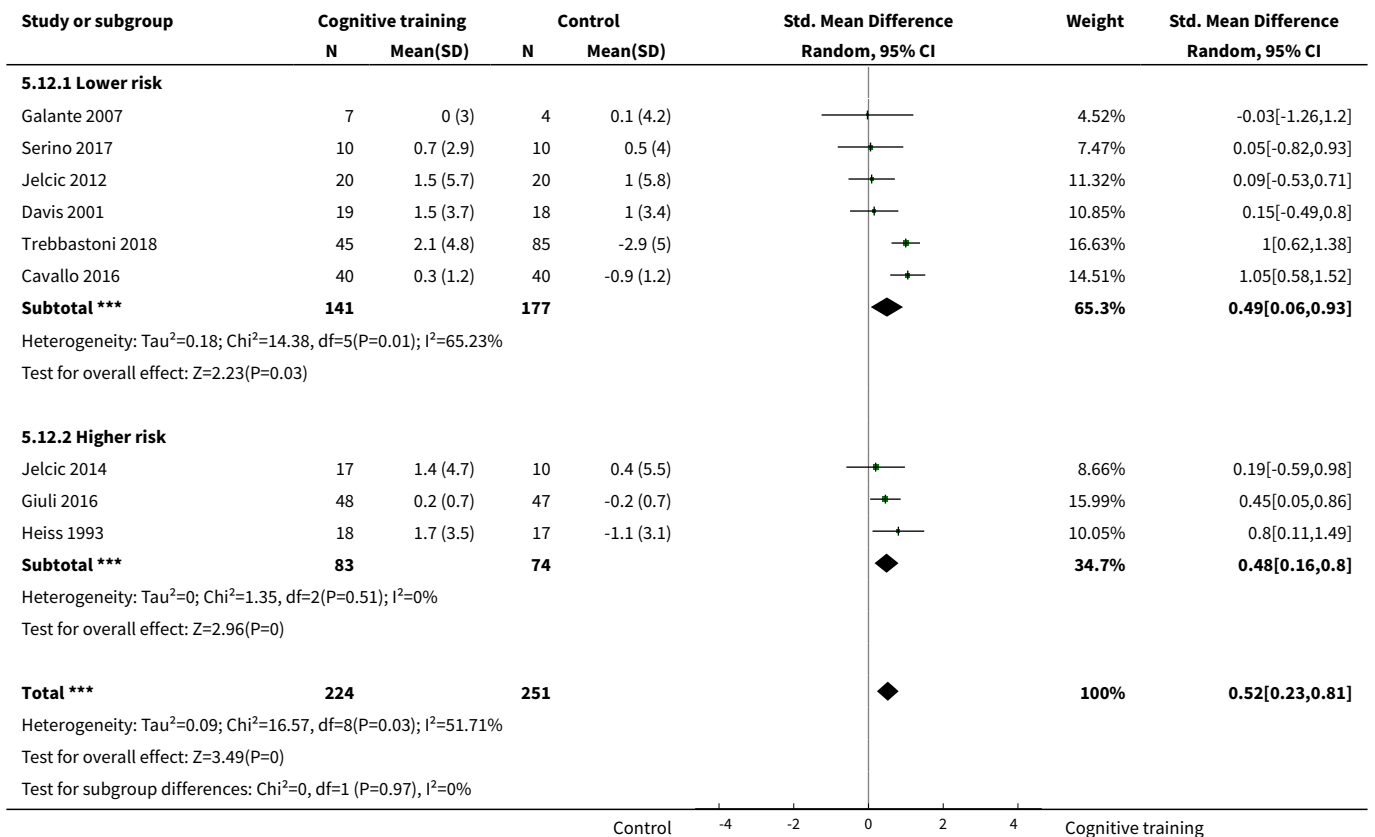 Study or subgroup Cognitive training Control Std. Mean Difference Weight Std. Mean Difference
N Mean(SD) N Mean(SD) Random, 95% CI Random, 95% CI
5.12.1 Lower risk
Galante 2007 7 0 (3) 4 0.1 (4.2) 4.52% -0.03[-1.26,1.2]
Serino 2017 10 0.7 (2.9) 10 0.5 (4) 7.47% 0.05[-0.82,0.93]
Jelcic 2012 20 1.5 (5.7) 20 1 (5.8) 11.32% 0.09[-0.53,0.71]
Davis 2001 19 1.5 (3.7) 18 1 (3.4) 10.85% 0.15[-0.49,0.8]
Trebbastoni 2018 45 2.1 (4.8) 85 -2.9 (5) 16.63% 1[0.62,1.38]
Cavallo 2016 40 0.3 (1.2) 40 -0.9 (1.2) 14.51% 1.05[0.58,1.52]
Subtotal *** 141 177 65.3% 0.49[0.06,0.93]
Heterogeneity: Tau²=0.18; Chi²=14.38, df=5(P=0.01); I²=65.23%
Test for overall effect: Z=2.23(P=0.03)
5.12.2 Higher risk
Jelcic 2014 17 1.4 (4.7) 10 0.4 (5.5) 8.66% 0.19[-0.59,0.98]
Giuli 2016 48 0.2 (0.7) 47 -0.2 (0.7) 15.99% 0.45[0.05,0.86]
Heiss 1993 18 1.7 (3.5) 17 -1.1 (3.1) 10.05% 0.8[0.11,1.49]
Subtotal *** 83 74 34.7% 0.48[0.16,0.8]
Heterogeneity: Tau²=0; Chi²=1.35, df=2(P=0.51); I²=0%
Test for overall effect: Z=2.96(P=0)
Total *** 224 251 100% 0.52[0.23,0.81]
Heterogeneity: Tau²=0.09; Chi²=16.57, df=8(P=0.03); I²=51.71%
Test for overall effect: Z=3.49(P=0)
Test for subgroup differences: Chi²=0, df=1 (P=0.97), I²=0%
Control -4 -2 0 2 4 Cognitive training